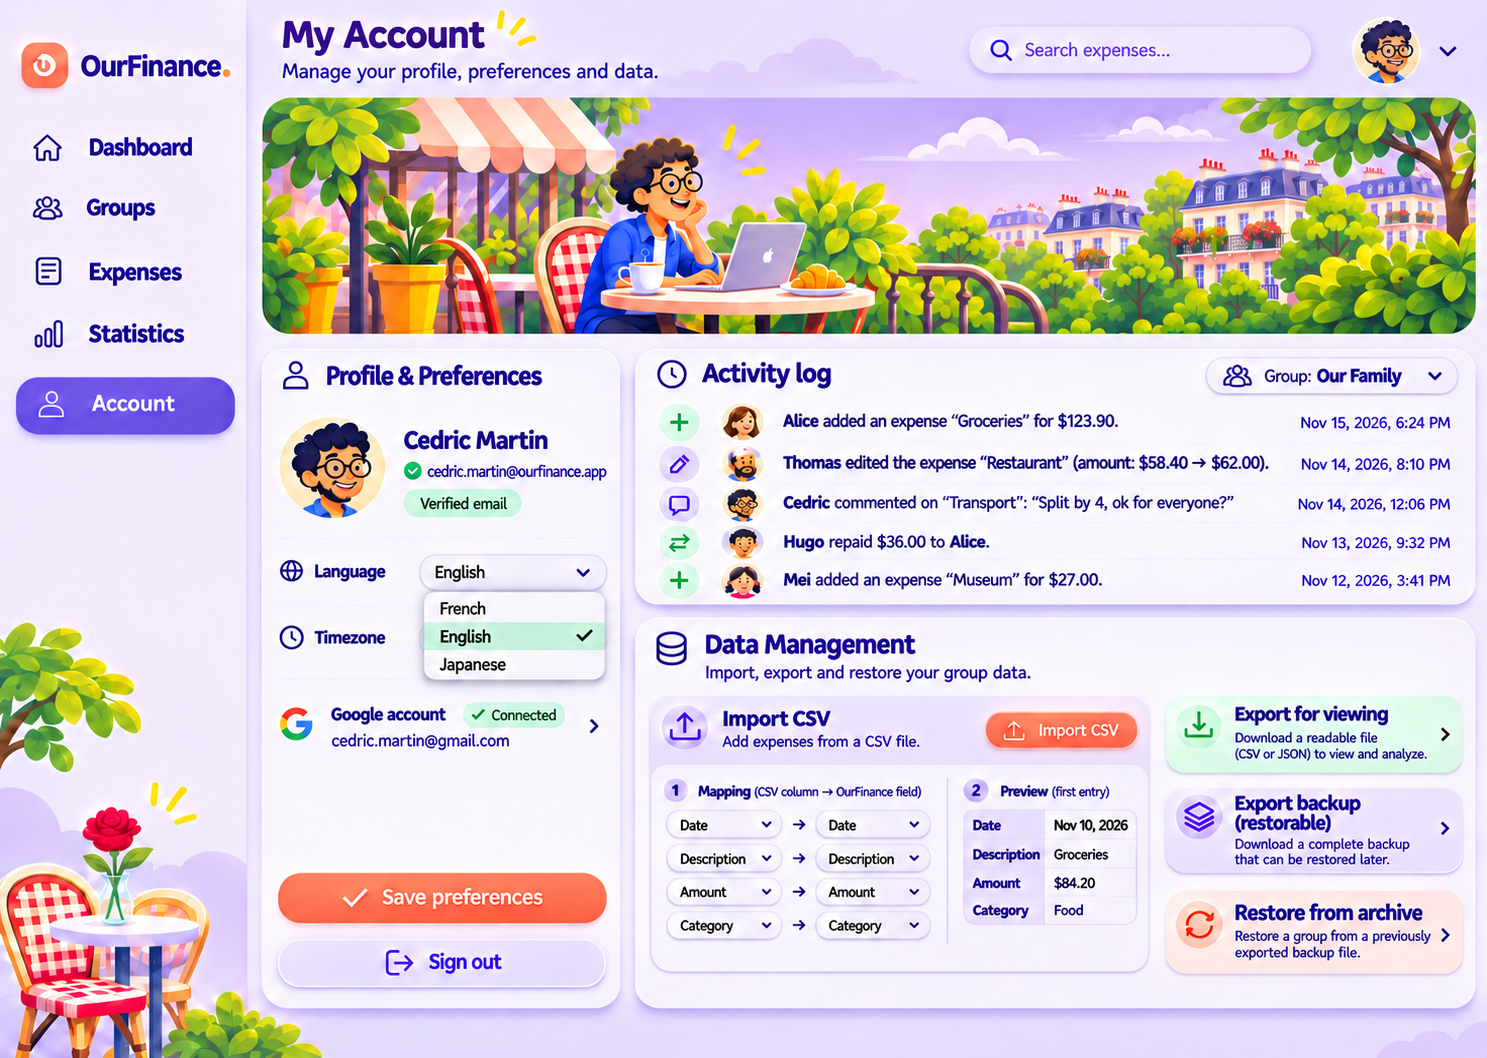 OurFinance.
Dashboard
Groups
Expenses
Statistics
Account
My Account
Manage your profile, preferences and data.
Search expenses...
Profile & Preferences
Cedric Martin
cedric.martin@ourfinance.app
Verified email
Language
English
French
English
Japanese
Timezone
Google account
Connected
cedric.martin@gmail.com
Save preferences
Sign out
Activity log
Group: Our Family
Alice added an expense “Groceries” for $123.90.
Nov 15, 2026, 6:24 PM
Thomas edited the expense “Restaurant” (amount: $58.40 → $62.00).
Nov 14, 2026, 8:10 PM
Cedric commented on “Transport”: “Split by 4, ok for everyone?”
Nov 14, 2026, 12:06 PM
Hugo repaid $36.00 to Alice.
Nov 13, 2026, 9:32 PM
Mei added an expense “Museum” for $27.00.
Nov 12, 2026, 3:41 PM
Data Management
Import, export and restore your group data.
Import CSV
Add expenses from a CSV file.
Import CSV
1 Mapping (CSV column → OurFinance field)
Date → Date
Description → Description
Amount → Amount
Category → Category
2 Preview (first entry)
Date Nov 10, 2026
Description Groceries
Amount $84.20
Category Food
Export for viewing
Download a readable file
(CSV or JSON) to view and analyze.
Export backup
(restorable)
Download a complete backup
that can be restored later.
Restore from archive
Restore a group from a previously
exported backup file.